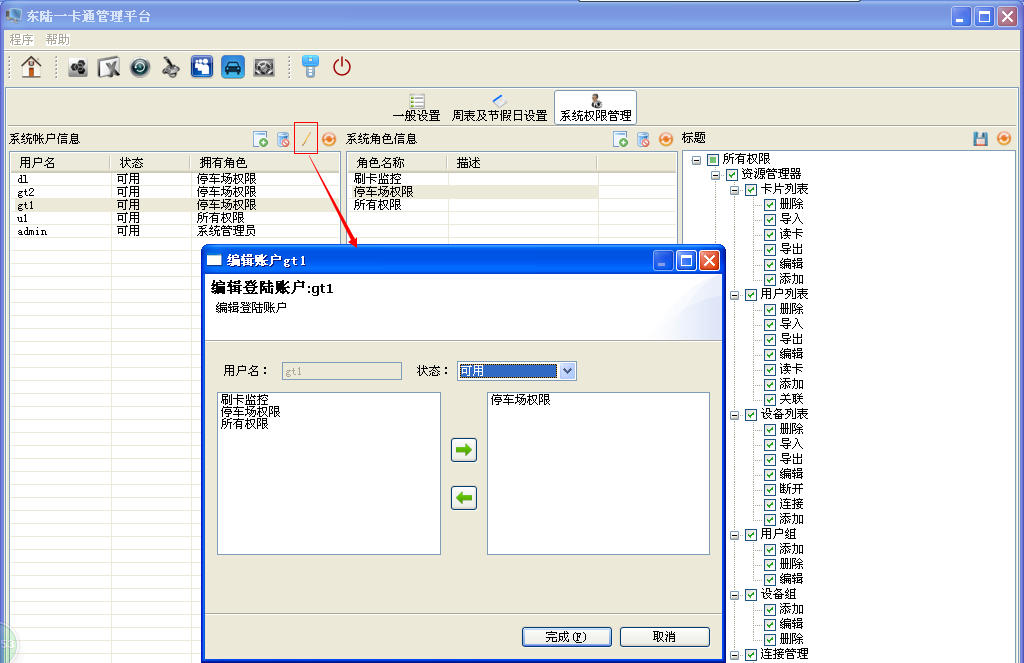 东陆一卡通管理平台
程序 帮助
一般设置 周表及节假日设置 系统权限管理
系统帐户信息
用户名 状态 拥有角色
dl 可用 停车场权限
gt2 可用 停车场权限
gt1 可用 停车场权限
u1 可用 所有权限
admin 可用 系统管理员
系统角色信息
角色名称 描述
刷卡监控
停车场权限
所有权限
标题
所有权限
资源管理器
卡片列表
删除
导入
读卡
导出
编辑
添加
用户列表
删除
导入
导出
编辑
读卡
添加
关联
设备列表
删除
导入
导出
编辑
断开
连接
添加
用户组
添加
删除
编辑
设备组
添加
编辑
删除
连接管理
编辑账户gt1
编辑登陆账户:gt1
编辑登陆账户
用户名： gt1 状态： 可用
刷卡监控
停车场权限
所有权限
停车场权限
完成(F) 取消
53